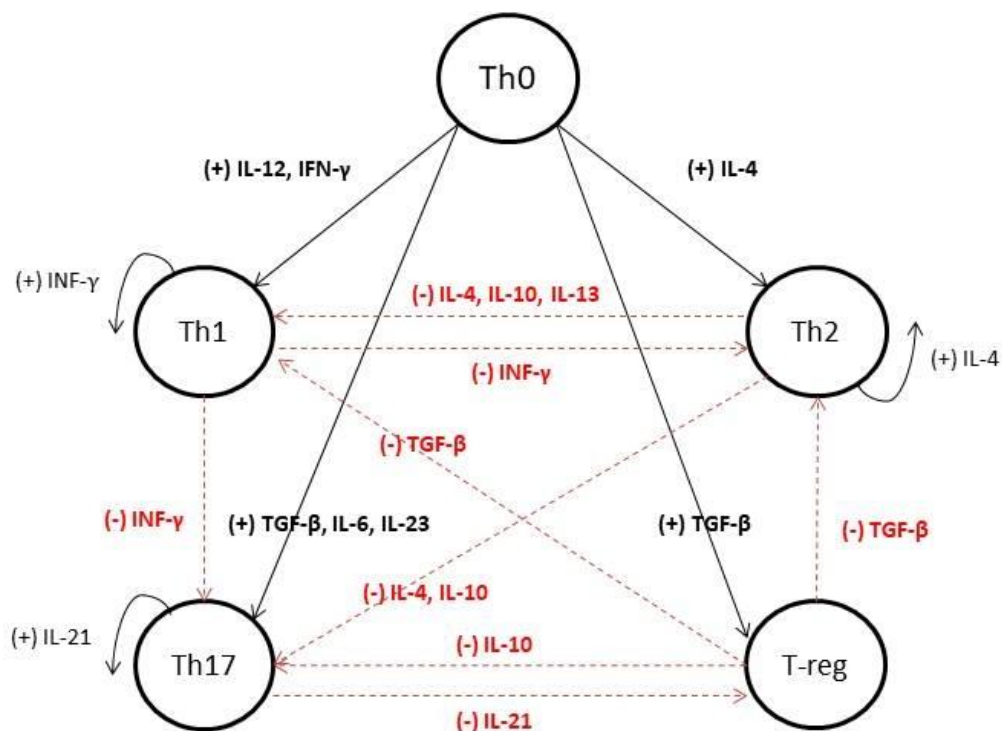 Th0
(+) IL-12, IFN-γ
(+) IL-4
(+) INF-γ
(-) IL-4, IL-10, IL-13
Th1
Th2
(-) INF-γ
(+) IL-4
(-) TGF-β
(-) INF-γ
(+) TGF-β, IL-6, IL-23
(+) TGF-β
(-) TGF-β
(-) IL-4, IL-10
(+) IL-21
(-) IL-10
Th17
T-reg
(-) IL-21